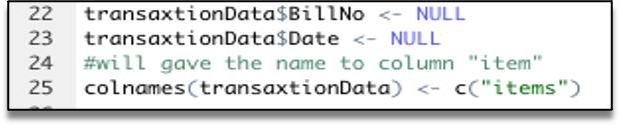 22 transaxtionData$BillNo <- NULL
23 transaxtionData$Date <- NULL
24 #will gave the name to column "item"
25 colnames(transaxtionData) <- c("items")